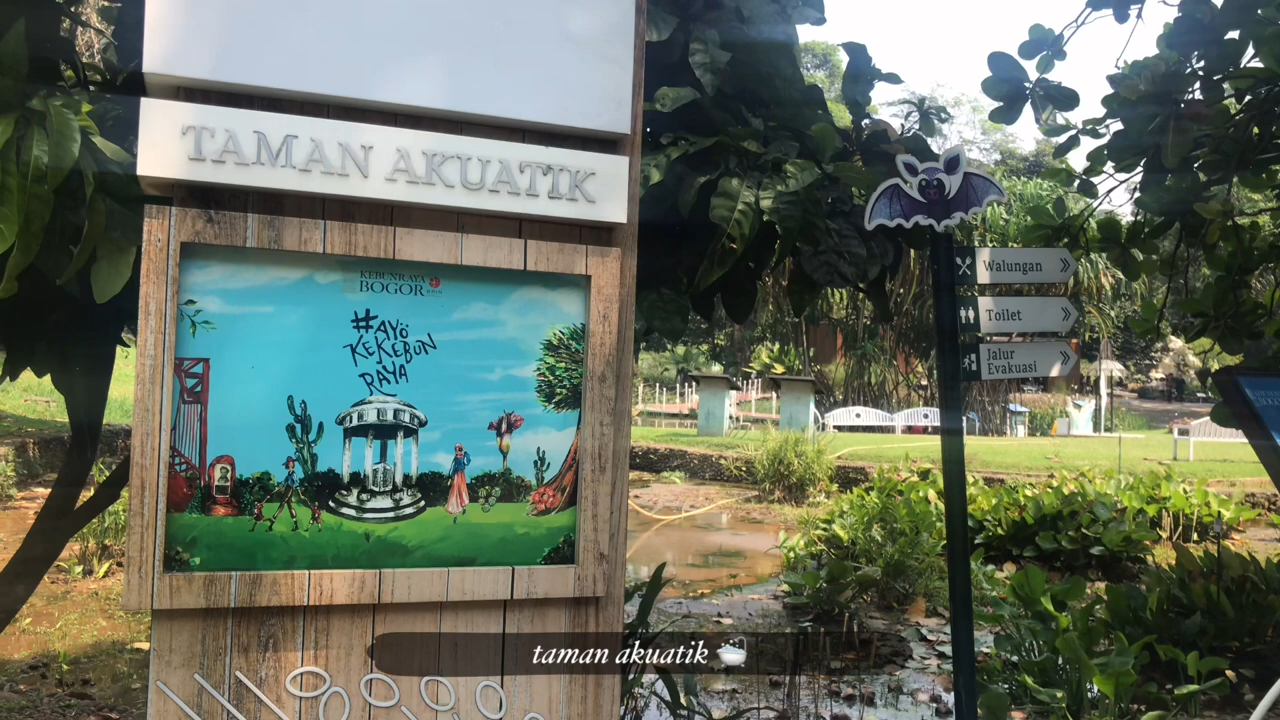 TAMAN AKUATIK
KEBUN RAYA
BOGOR
#AYO
KEKEBUN
RAYA
Walungan
Toilet
Jalur
Evakuasi
taman akuatik